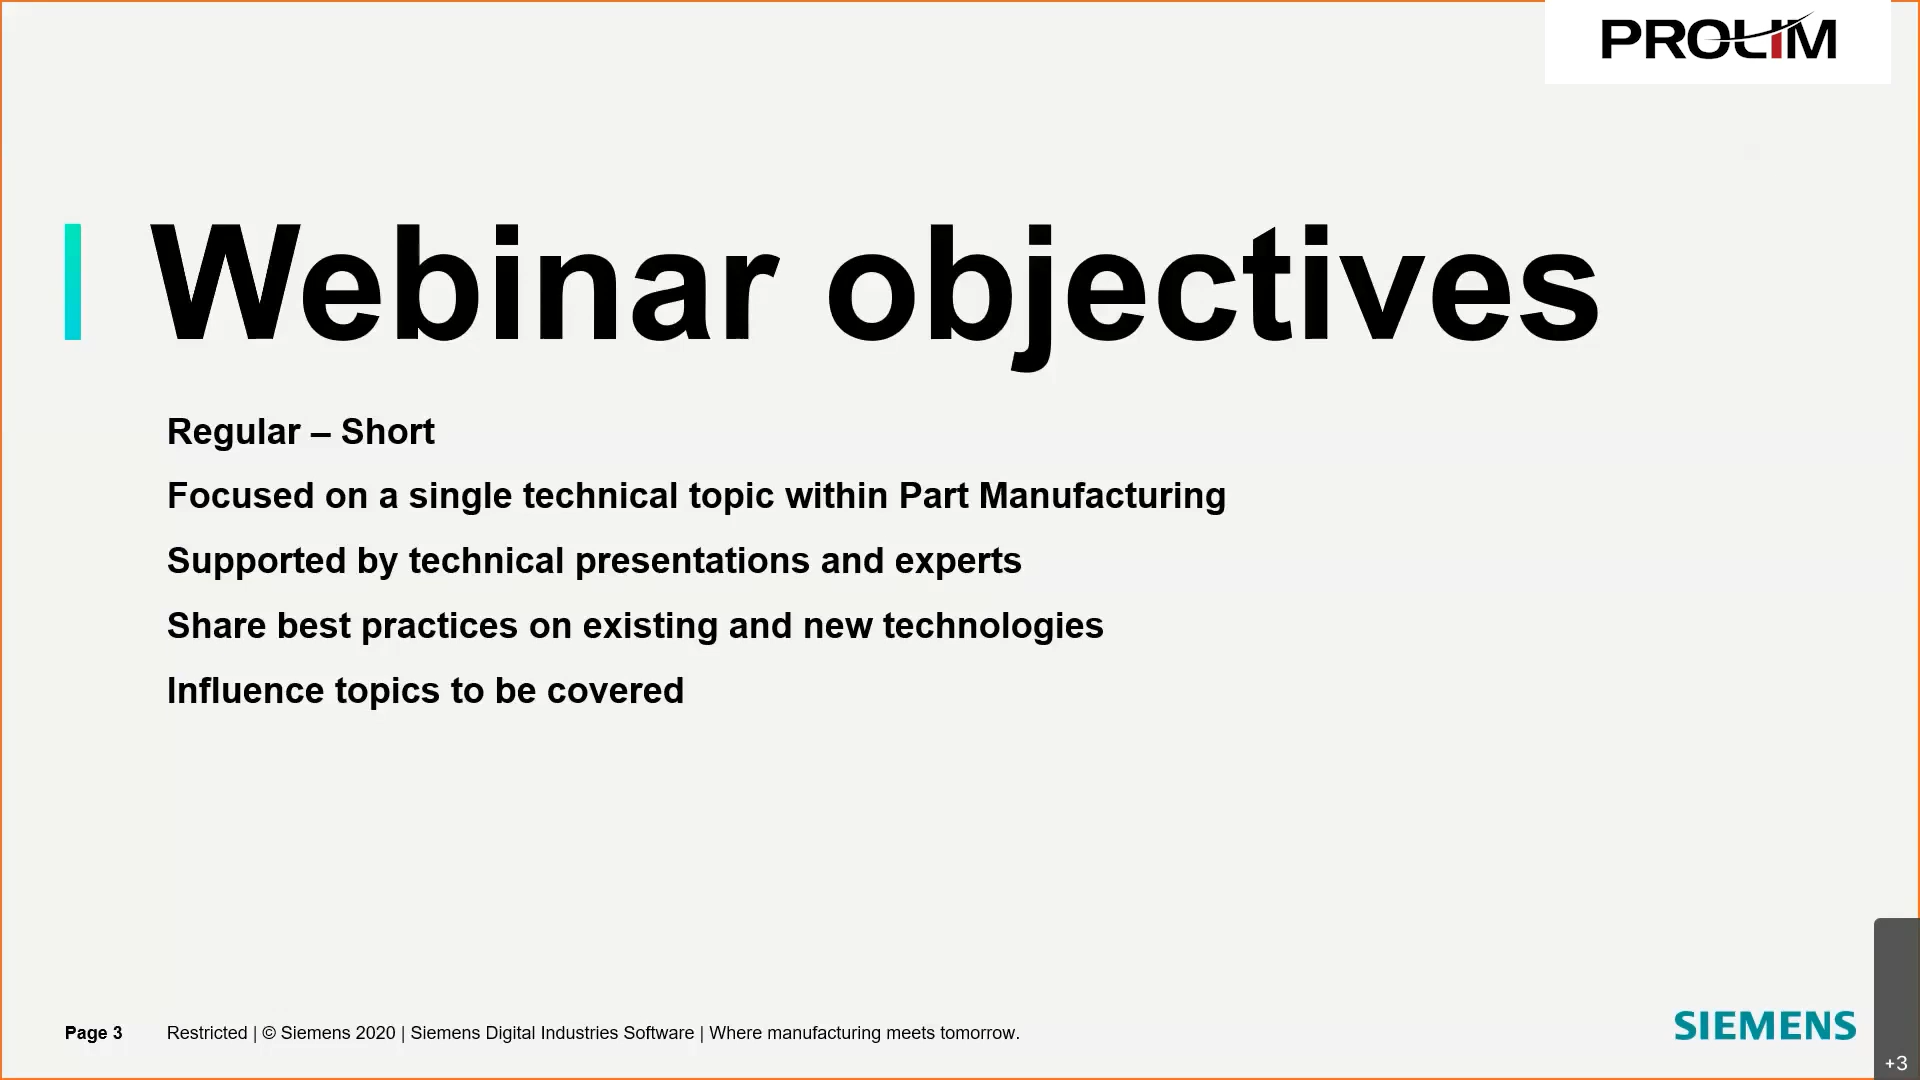 PROLIM
Webinar objectives
Regular – Short
Focused on a single technical topic within Part Manufacturing
Supported by technical presentations and experts
Share best practices on existing and new technologies
Influence topics to be covered
Page 3 Restricted | © Siemens 2020 | Siemens Digital Industries Software | Where manufacturing meets tomorrow.
SIEMENS
+3